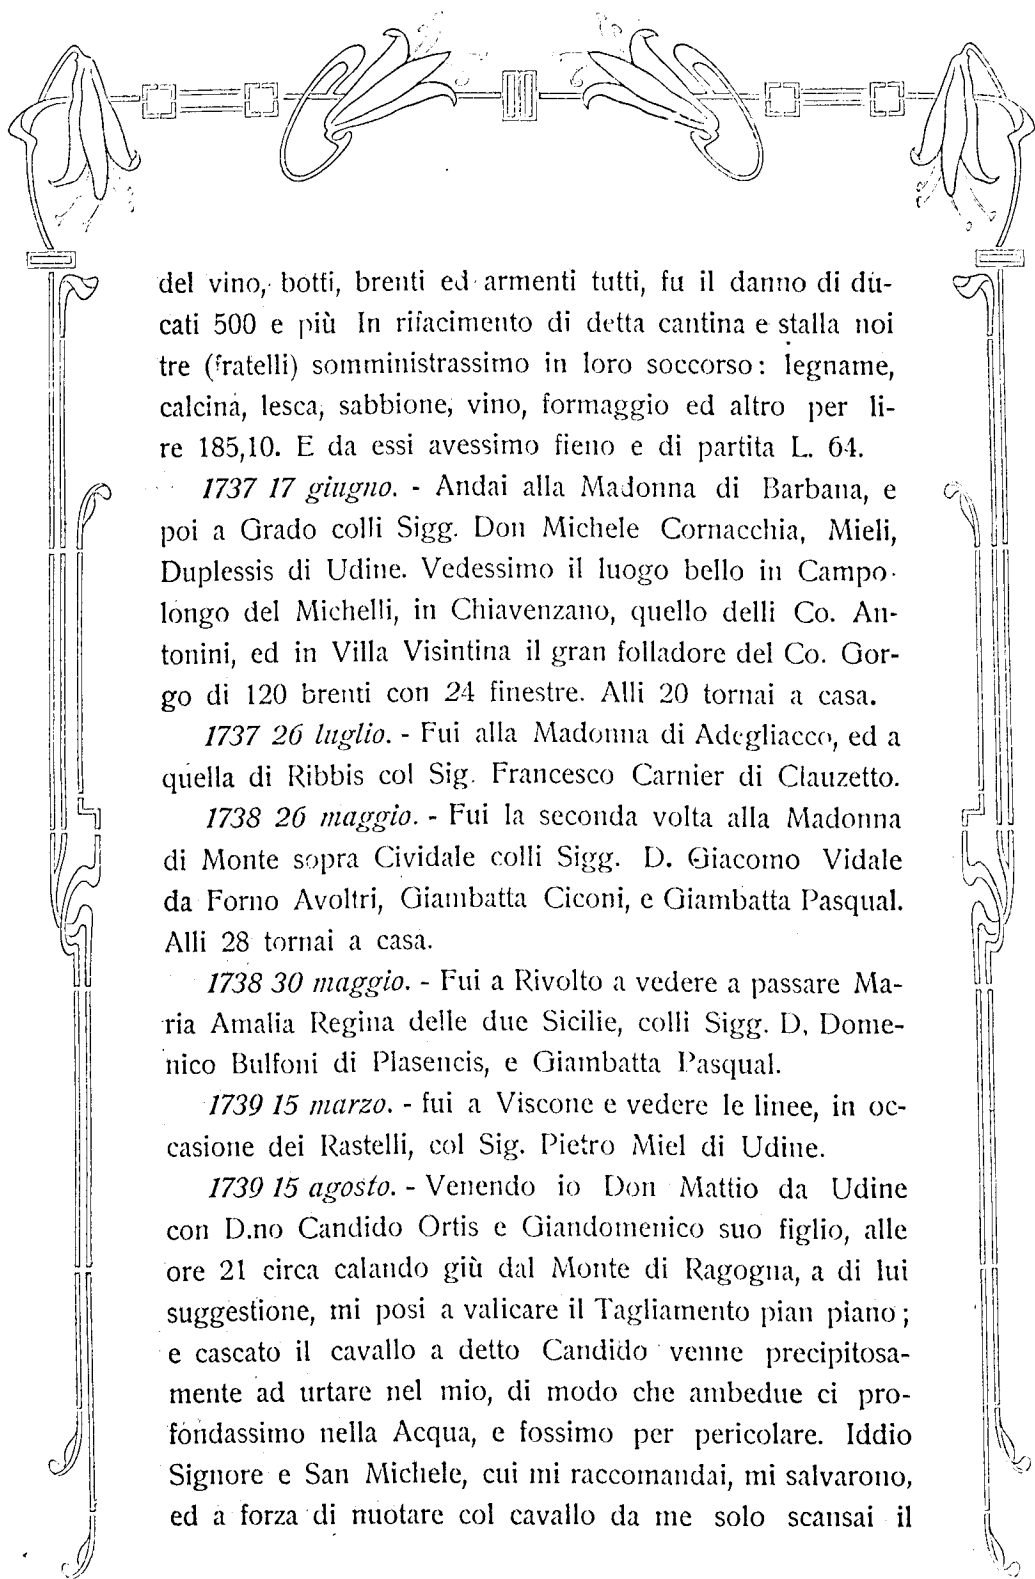 del vino, botti, brenti ed armenti tutti, fu il danno di du-
cati 500 e più In rifacimento di detta cantina e stalla noi
tre (fratelli) somministrassimo in loro soccorso: legname,
calcina, lesca, sabbione, vino, formaggio ed altro per li-
re 185,10. E da essi avessimo fieno e di partita L. 64.
1737 17 giugno. - Andai alla Madonna di Barbana, e
poi a Grado colli Sigg. Don Michele Cornacchia, Mieli,
Duplessis di Udine. Vedessimo il luogo bello in Campo-
longo del Michelli, in Chiavenzano, quello delli Co. An-
tonini, ed in Villa Visintina il gran folladore del Co. Gor-
go di 120 brenti con 24 finestre. Alli 20 tornai a casa.
1737 26 luglio. - Fui alla Madonna di Adegliacco, ed a
quella di Ribbis col Sig. Francesco Carnier di Clauzetto.
1738 26 maggio. - Fui la seconda volta alla Madonna
di Monte sopra Cividale colli Sigg. D. Giacomo Vidale
da Forno Avoltri, Giambatta Ciconi, e Giambatta Pasqual.
Alli 28 tornai a casa.
1738 30 maggio. - Fui a Rivolto a vedere a passare Ma-
ria Amalia Regina delle due Sicilie, colli Sigg. D, Dome-
nico Bulfoni di Plasencis, e Giambatta Pasqual.
1739 15 marzo. - fui a Viscone e vedere le linee, in oc-
casione dei Rastelli, col Sig. Pietro Miel di Udine.
1739 15 agosto. - Venendo io Don Mattio da Udine
con D.no Candido Ortis e Giandomenico suo figlio, alle
ore 21 circa calando giù dal Monte di Ragogna, a di lui
suggestione, mi posi a valicare il Tagliamento pian piano;
e cascato il cavallo a detto Candido venne precipitosa-
mente ad urtare nel mio, di modo che ambedue ci pro-
fondassimo nella Acqua, e fossimo per pericolare. Iddio
Signore e San Michele, cui mi raccomandai, mi salvarono,
ed a forza di nuotare col cavallo da me solo scansai il